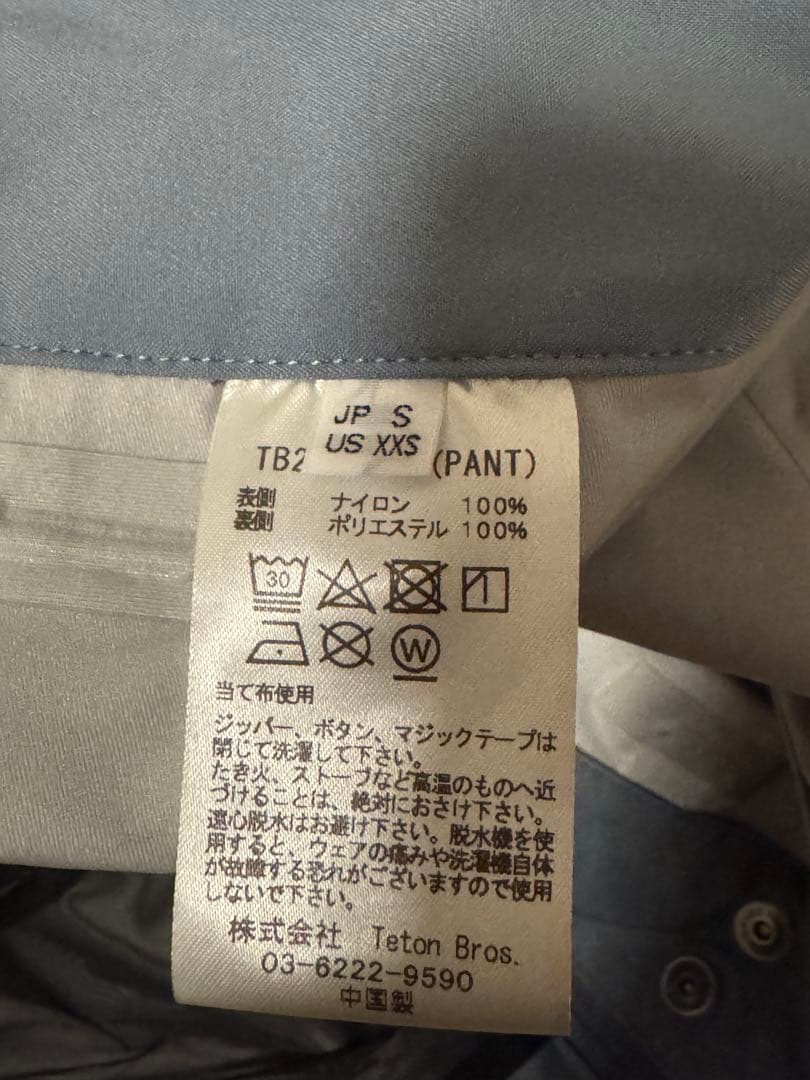 JP S
US XXS
TB2 (PANT)
表側 ナイロン 100%
裏側 ポリエステル 100%
30
W
当て布使用
ジッパー、ボタン、マジックテープは
閉じて洗濯して下さい。
たき火、ストーブなど高温のものへ近
づけることは、絶対におさけ下さい。
遠心脱水はお避け下さい。脱水機を使
用すると、ウェアの痛みや洗濯機自体
が故障する恐れがございますので使用
しないで下さい。
株式会社 Teton Bros.
03-6222-9590
中国製